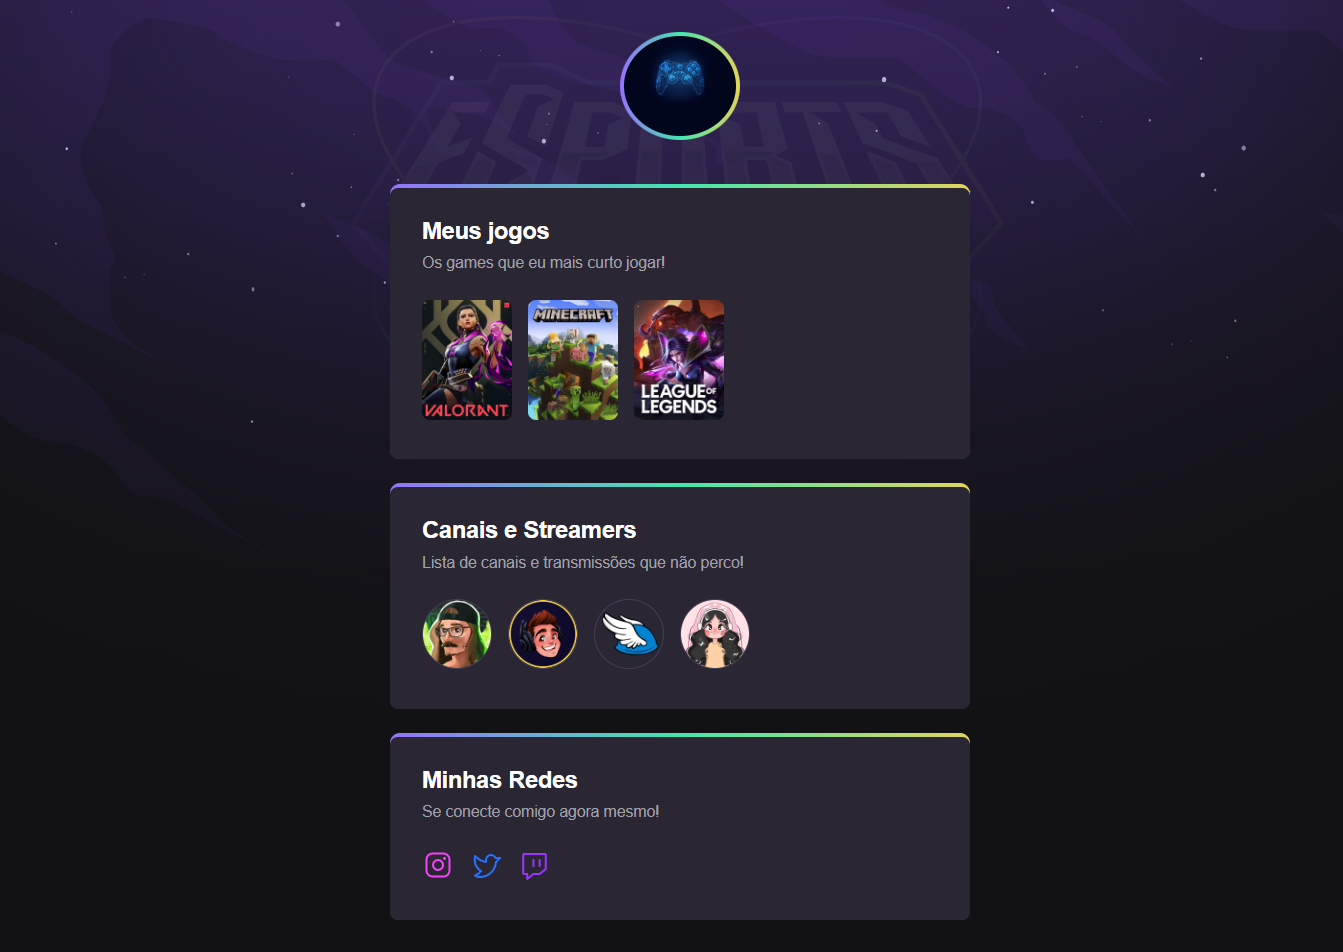 ESPORTS
Meus jogos
Os games que eu mais curto jogar!
VALORANT
MINECRAFT
LEAGUE OF
LEGENDS
Canais e Streamers
Lista de canais e transmissões que não perco!
Minhas Redes
Se conecte comigo agora mesmo!